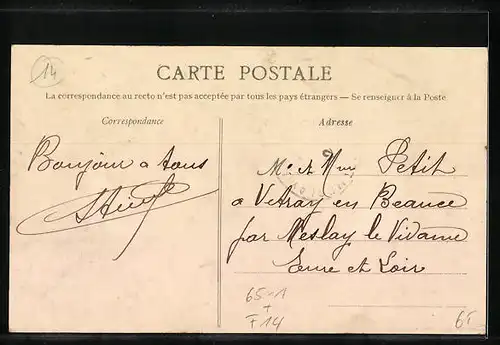 14
CARTE POSTALE
La correspondance au recto n'est pas acceptée par tous les pays étrangers — Se renseigner à la Poste
Correspondance
Adresse
Bonjour a tous
Mr et Mme Petit
a Vitray en Beauce
par Meslay le Vidame
Eure et Loir
65-1
+
F14
65